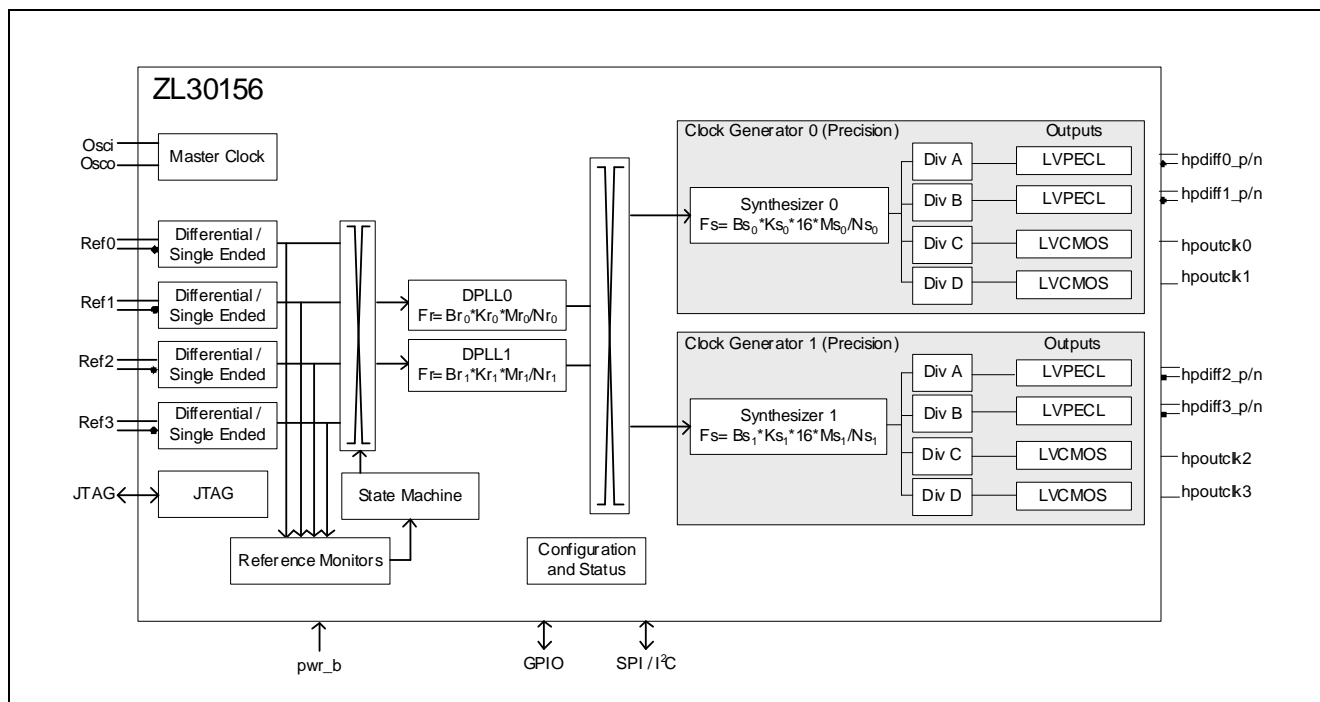 ZL30156
Osci
Osco
Master Clock
Ref0
Differential /
Single Ended
Ref1
Differential /
Single Ended
Ref2
Differential /
Single Ended
Ref3
Differential /
Single Ended
JTAG
JTAG
State Machine
Reference Monitors
DPLL0
Fr= Br₀*Kr₀*Mr₀/Nr₀
DPLL1
Fr= Br₁*Kr₁*Mr₁/Nr₁
Configuration
and Status
Clock Generator 0 (Precision)
Outputs
Synthesizer 0
Fs= Bs₀*Ks₀*16*Ms₀/Ns₀
Div A
LVPECL
hpdiff0_p/n
Div B
LVPECL
hpdiff1_p/n
Div C
LVCMOS
hpoutclk0
Div D
LVCMOS
hpoutclk1
Clock Generator 1 (Precision)
Outputs
Synthesizer 1
Fs= Bs₁*Ks₁*16*Ms₁/Ns₁
Div A
LVPECL
hpdiff2_p/n
Div B
LVPECL
hpdiff3_p/n
Div C
LVCMOS
hpoutclk2
Div D
LVCMOS
hpoutclk3
pwr_b
GPIO
SPI / I²C